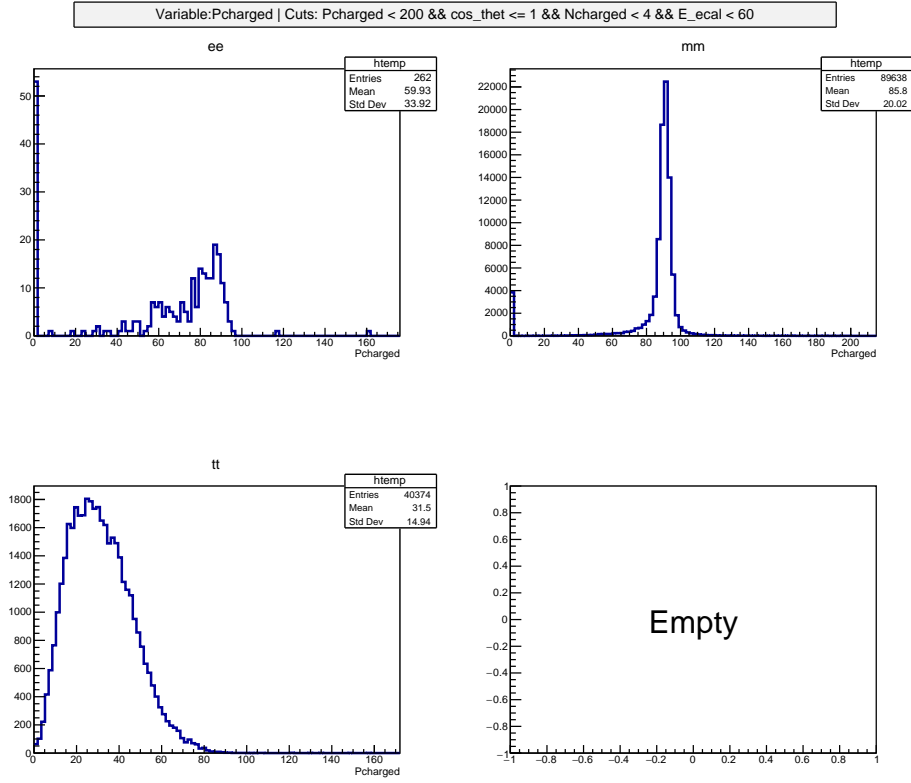 Variable:Pcharged | Cuts: Pcharged < 200 && cos_thet <= 1 && Ncharged < 4 && E_ecal < 60
ee
htemp
Entries 262
Mean 59.93
Std Dev 33.92
50
40
30
20
10
0
0 20 40 60 80 100 120 140 160
Pcharged
mm
htemp
Entries 89638
Mean 85.8
Std Dev 20.02
22000
20000
18000
16000
14000
12000
10000
8000
6000
4000
2000
0
0 20 40 60 80 100 120 140 160 180 200
Pcharged
tt
htemp
Entries 40374
Mean 31.5
Std Dev 14.94
1800
1600
1400
1200
1000
800
600
400
200
0
0 20 40 60 80 100 120 140 160
Pcharged
1
0.8
0.6
0.4
0.2
0
−0.2
−0.4
−0.6
−0.8
−1
Empty
−1 −0.8 −0.6 −0.4 −0.2 0 0.2 0.4 0.6 0.8 1